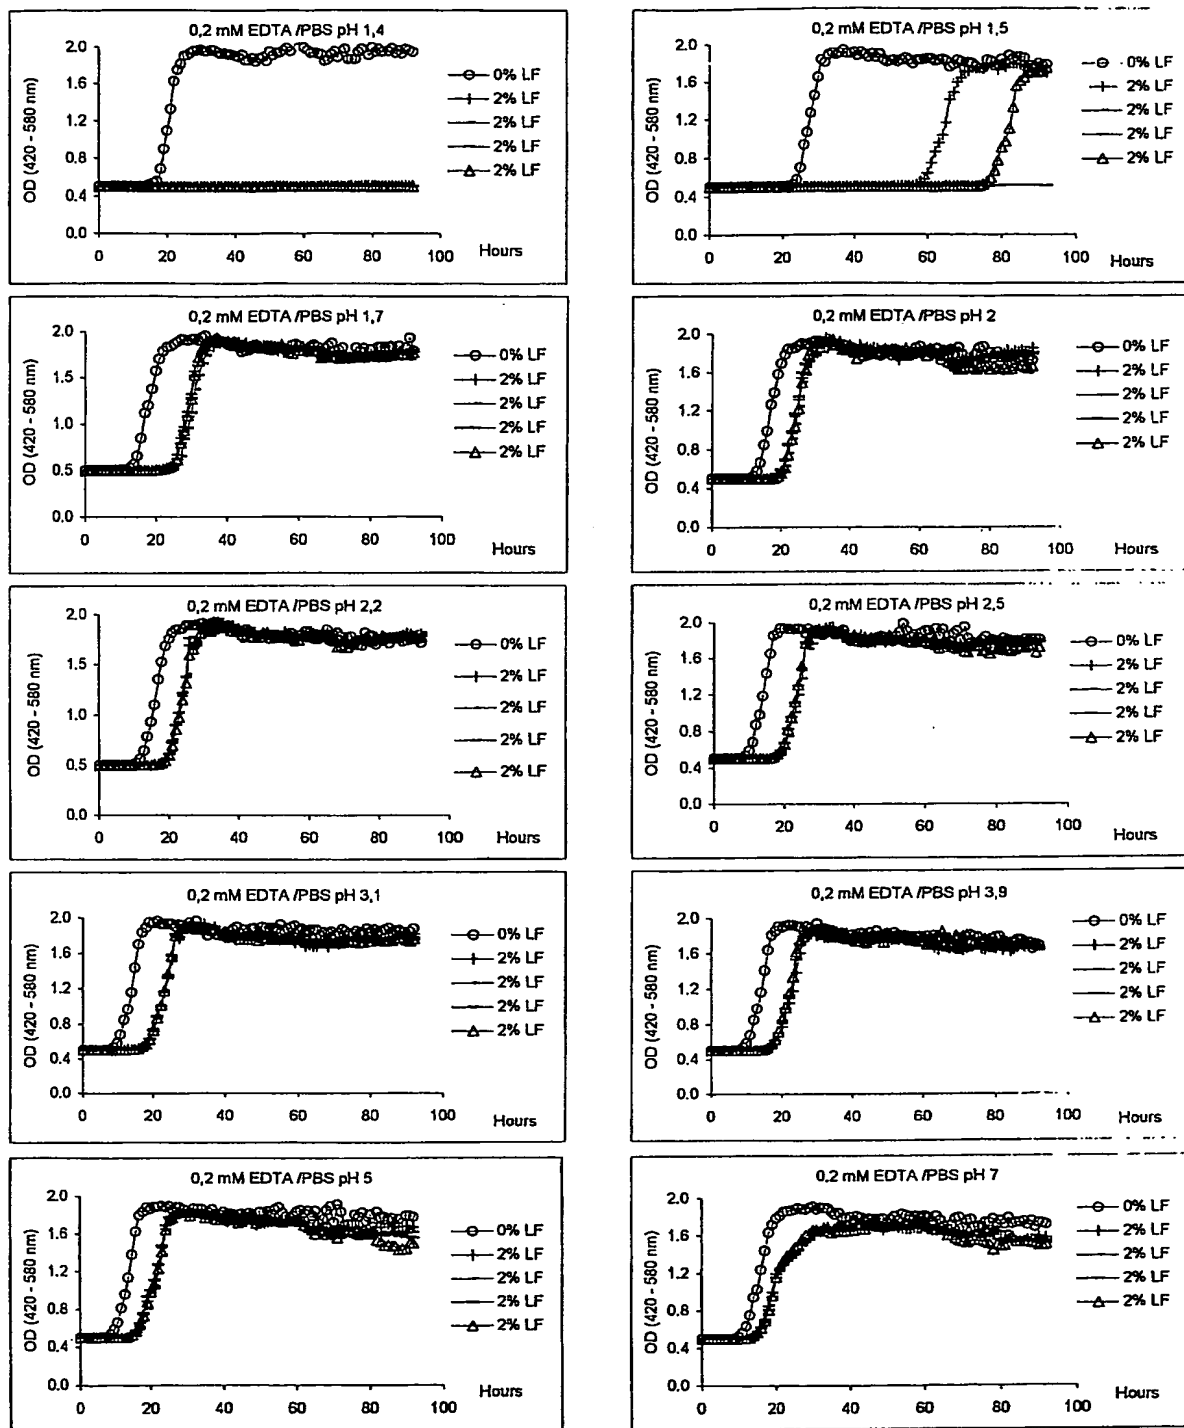 0,2 mM EDTA /PBS pH 1,4
OD (420 - 580 nm)
2.0
1.6
1.2
0.8
0.4
0.0
0 20 40 60 80 100
Hours
0% LF
2% LF
2% LF
2% LF
2% LF
0,2 mM EDTA /PBS pH 1,5
OD (420 - 580 nm)
2.0
1.6
1.2
0.8
0.4
0.0
0 20 40 60 80 100
Hours
0% LF
2% LF
2% LF
2% LF
2% LF
0,2 mM EDTA /PBS pH 1,7
OD (420 - 580 nm)
2.0
1.5
1.0
0.5
0.0
0 20 40 60 80 100
Hours
0% LF
2% LF
2% LF
2% LF
2% LF
0,2 mM EDTA /PBS pH 2
OD (420 - 580 nm)
2.0
1.6
1.2
0.8
0.4
0.0
0 20 40 60 80 100
Hours
0% LF
2% LF
2% LF
2% LF
2% LF
0,2 mM EDTA /PBS pH 2,2
OD (420 - 580 nm)
2.0
1.5
1.0
0.5
0.0
0 20 40 60 80 100
Hours
0% LF
2% LF
2% LF
2% LF
2% LF
0,2 mM EDTA /PBS pH 2,5
OD (420 - 580 nm)
2.0
1.6
1.2
0.8
0.4
0.0
0 20 40 60 80 100
Hours
0% LF
2% LF
2% LF
2% LF
2% LF
0,2 mM EDTA /PBS pH 3,1
OD (420 - 580 nm)
2.0
1.6
1.2
0.8
0.4
0.0
0 20 40 60 80 100
Hours
0% LF
2% LF
2% LF
2% LF
2% LF
0,2 mM EDTA /PBS pH 3,9
OD (420 - 580 nm)
2.0
1.6
1.2
0.8
0.4
0.0
0 20 40 60 80 100
Hours
0% LF
2% LF
2% LF
2% LF
2% LF
0,2 mM EDTA /PBS pH 5
OD (420 - 580 nm)
2.0
1.6
1.2
0.8
0.4
0.0
0 20 40 60 80 100
Hours
0% LF
2% LF
2% LF
2% LF
2% LF
0,2 mM EDTA /PBS pH 7
OD (420 - 580 nm)
2.0
1.6
1.2
0.8
0.4
0.0
0 20 40 60 80 100
Hours
0% LF
2% LF
2% LF
2% LF
2% LF